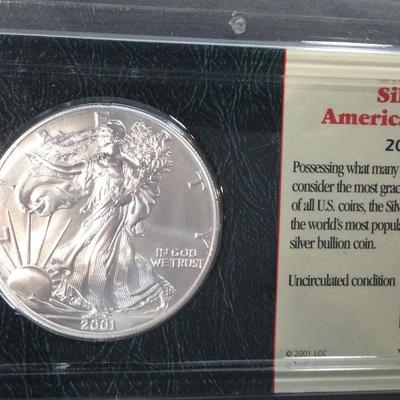 LIBERTY
IN GOD
WE TRUST
2001
Sil
America
20
Possessing what many
consider the most grac
of all U.S. coins, the Silv
the world's most popula
silver bullion coin.
Uncirculated condition
© 2001 LCC